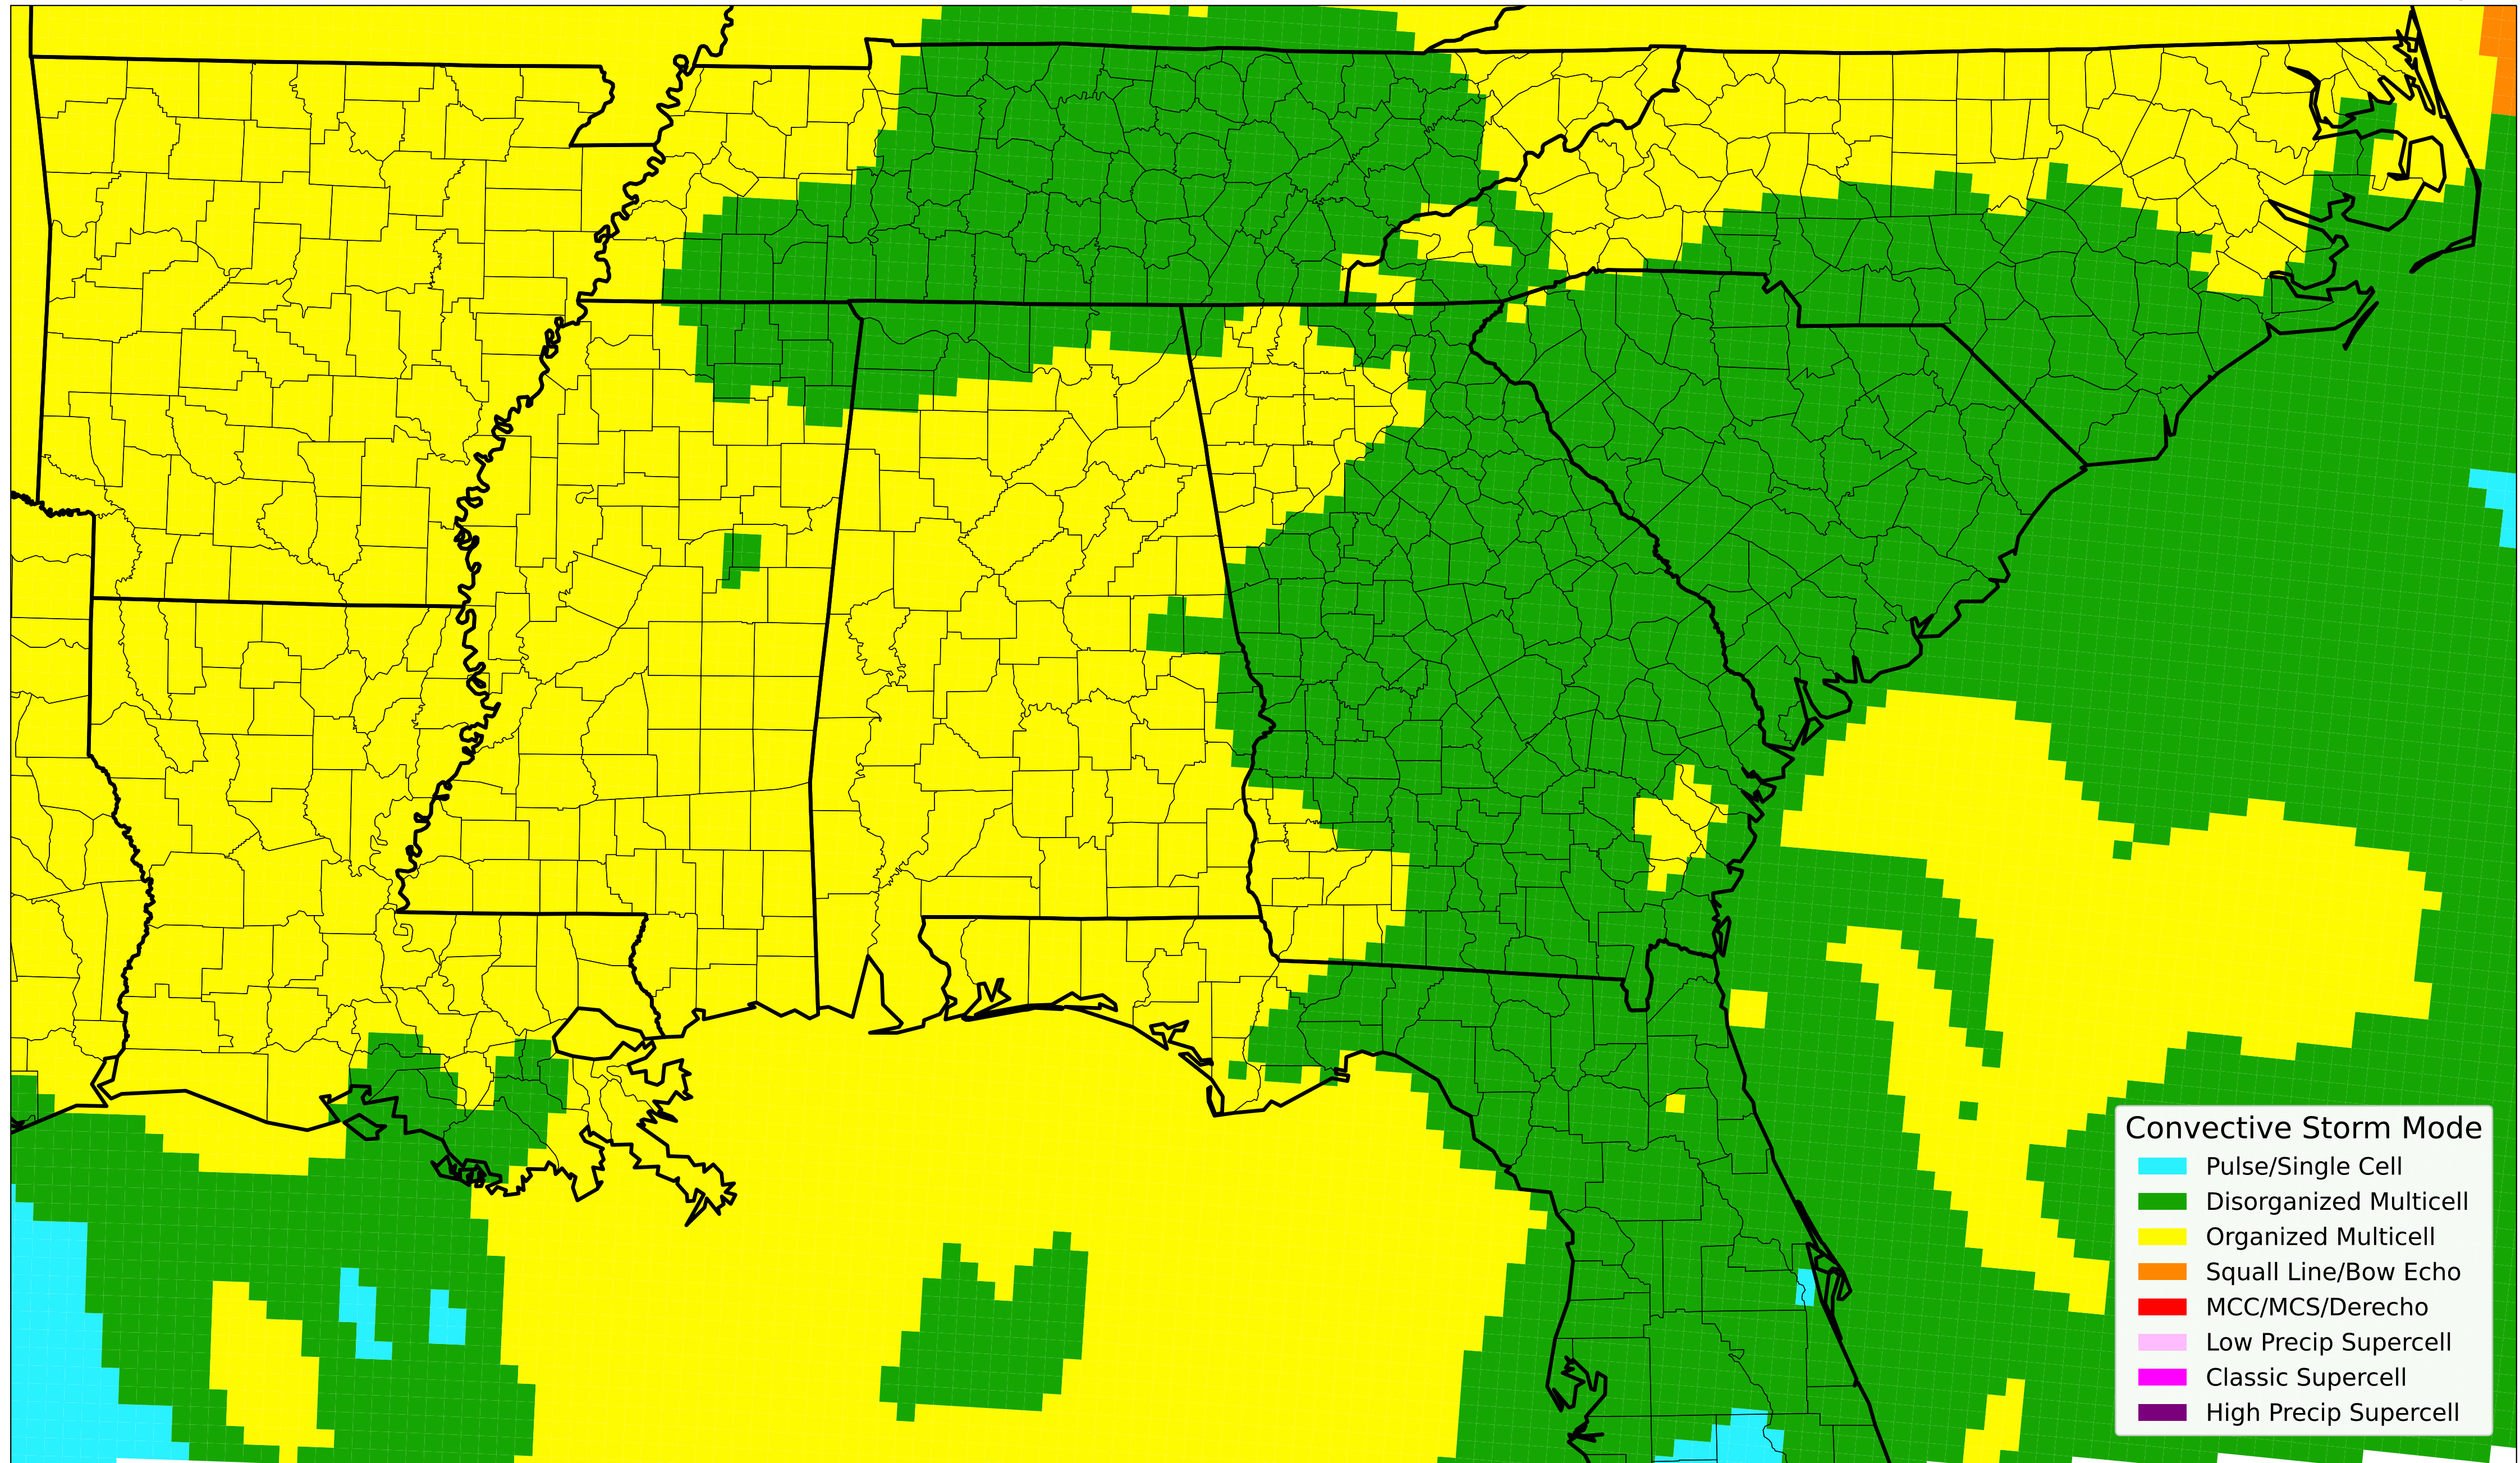 Convective Storm Mode
Pulse/Single Cell
Disorganized Multicell
Organized Multicell
Squall Line/Bow Echo
MCC/MCS/Derecho
Low Precip Supercell
Classic Supercell
High Precip Supercell